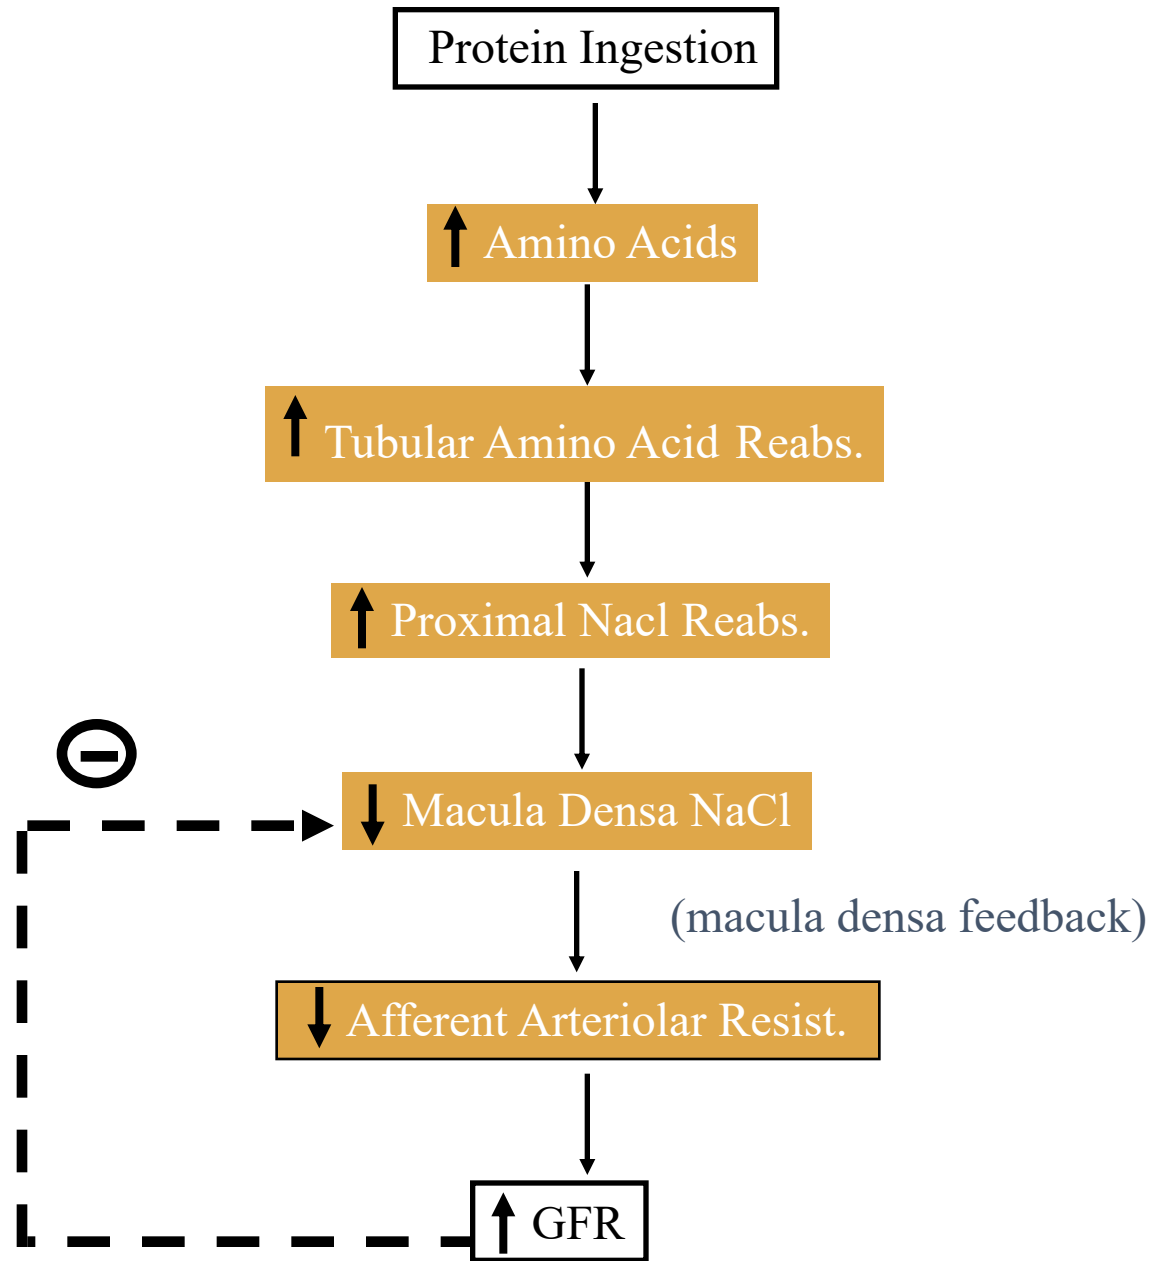 Protein Ingestion
Amino Acids
Tubular Amino Acid Reabs.
Proximal Nacl Reabs.
Macula Densa NaCl
(macula densa feedback)
Afferent Arteriolar Resist.
GFR